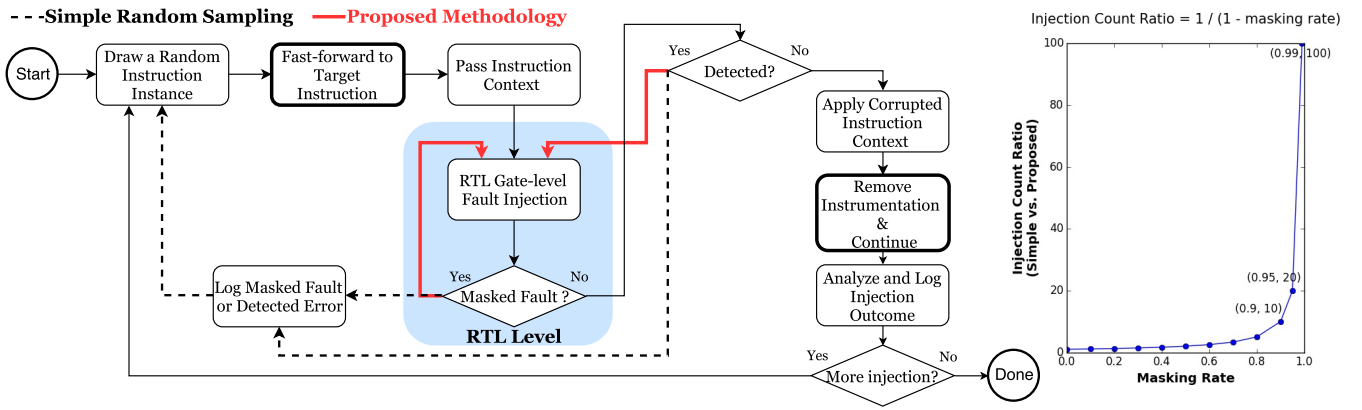 Simple Random Sampling
Proposed Methodology
Start
Draw a Random
Instruction
Instance
Fast-forward to
Target
Instruction
Pass Instruction
Context
RTL Gate-level
Fault Injection
Yes
No
Masked Fault ?
RTL Level
Log Masked Fault
or Detected Error
Yes
No
Detected?
Apply Corrupted
Instruction
Context
Remove
Instrumentation
&
Continue
Analyze and Log
Injection
Outcome
Yes
No
More injection?
Done
Injection Count Ratio = 1 / (1 - masking rate)
Injection Count Ratio
(Simple vs. Proposed)
100
80
60
40
20
0
(0.99, 100)
(0.95, 20)
(0.9, 10)
0.0
0.2
0.4
0.6
0.8
1.0
Masking Rate